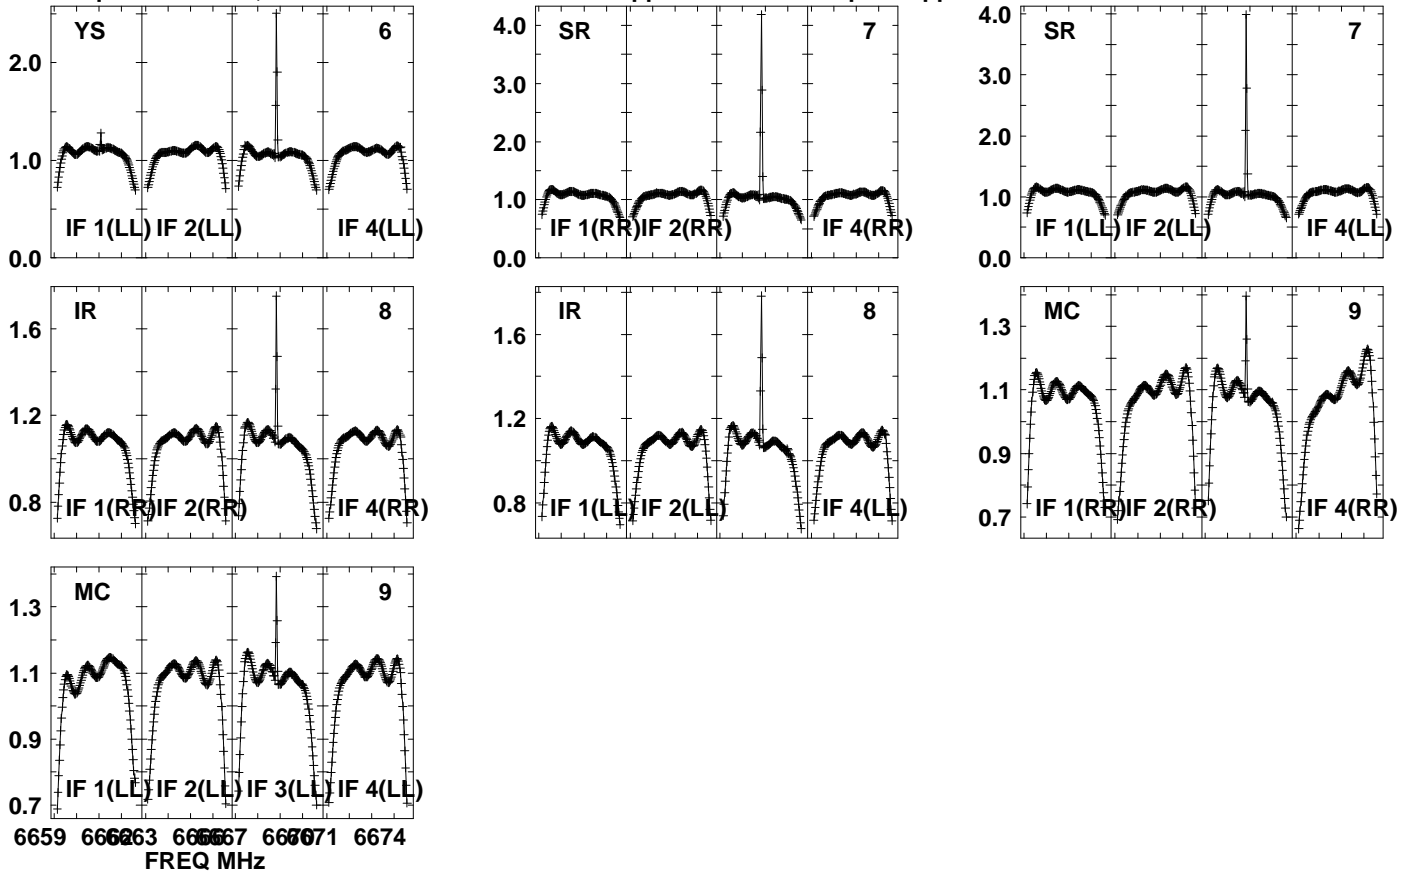 YS 6
2.0
1.0
0.0
IF 1(LL) IF 2(LL) IF 4(LL)
SR 7
4.0
3.0
2.0
1.0
0.0
IF 1(RR) IF 2(RR) IF 4(RR)
SR 7
4.0
3.0
2.0
1.0
0.0
IF 1(LL) IF 2(LL) IF 4(LL)
IR 8
1.6
1.2
0.8
IF 1(RR) IF 2(RR) IF 4(RR)
IR 8
1.6
1.2
0.8
IF 1(LL) IF 2(LL) IF 4(LL)
MC 9
1.3
1.1
0.9
0.7
IF 1(RR) IF 2(RR) IF 4(RR)
MC 9
1.3
1.1
0.9
0.7
IF 1(LL) IF 2(LL) IF 3(LL) IF 4(LL)
6659 6674
FREQ MHz